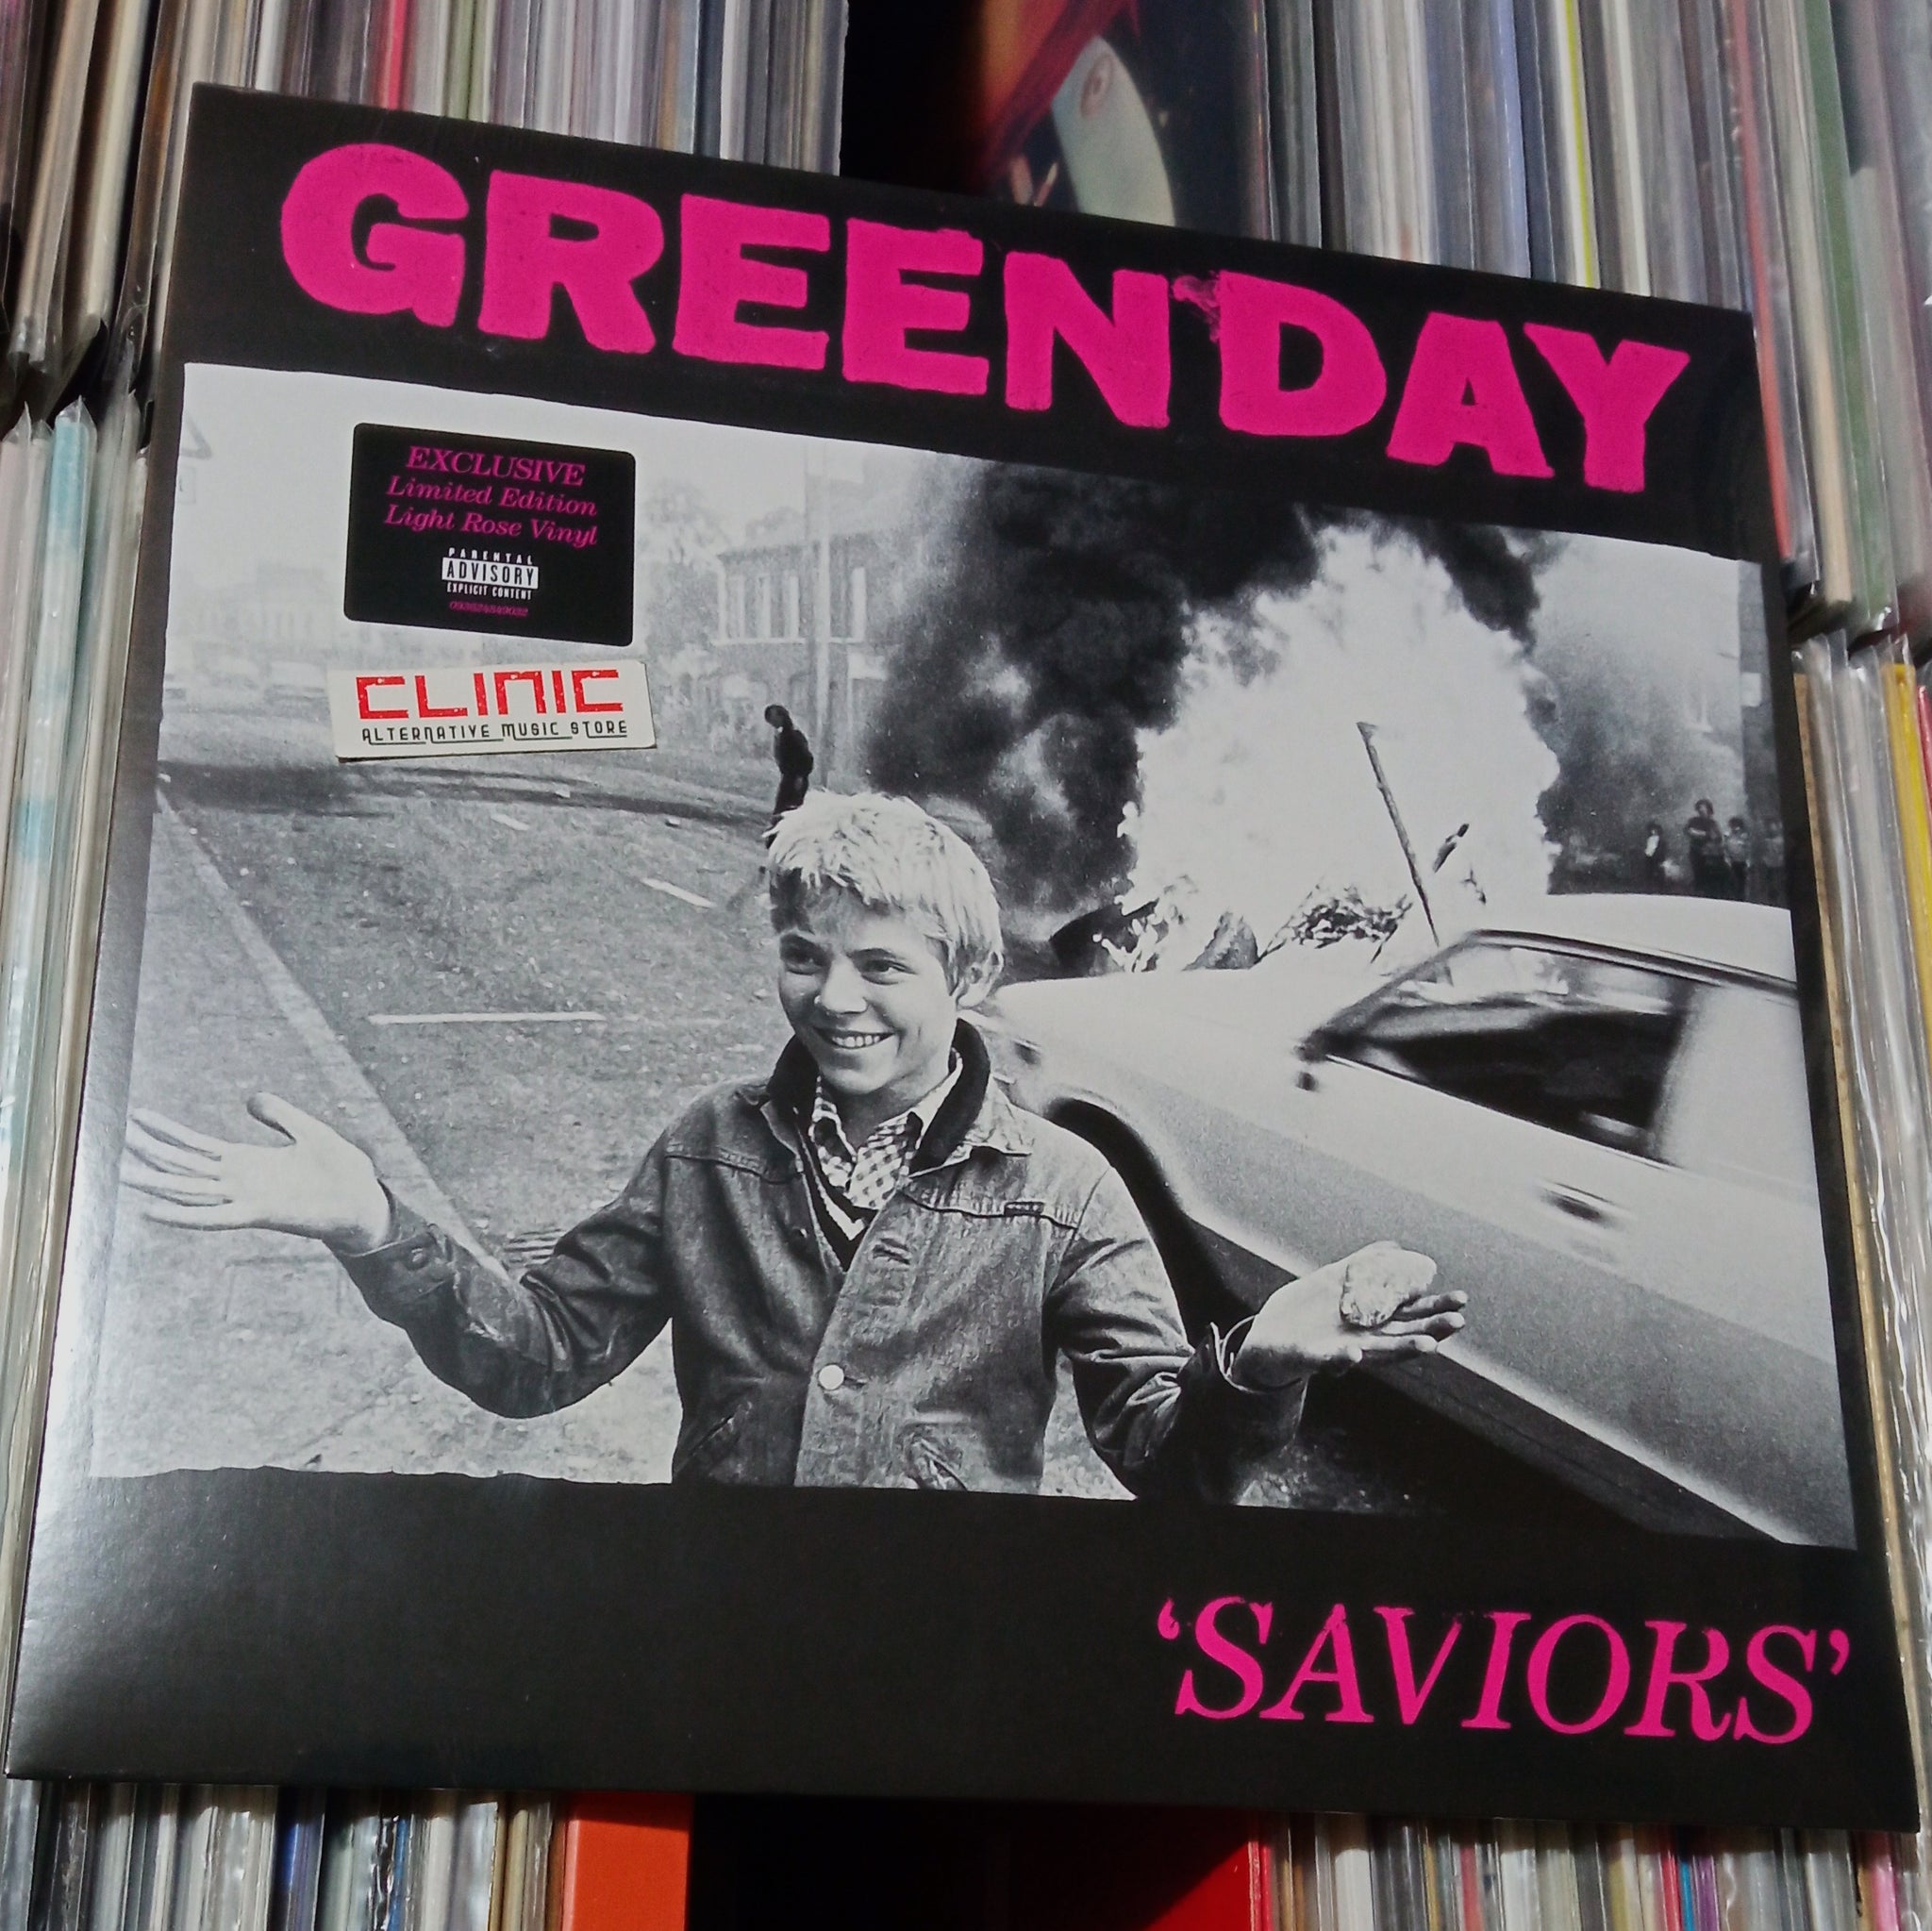 GREEN DAY
EXCLUSIVE
Limited Edition
Light Rose Vinyl
PARENTAL
ADVISORY
EXPLICIT CONTENT
CLINIC
ALTERNATIVE MUSIC STORE
‘SAVIORS’